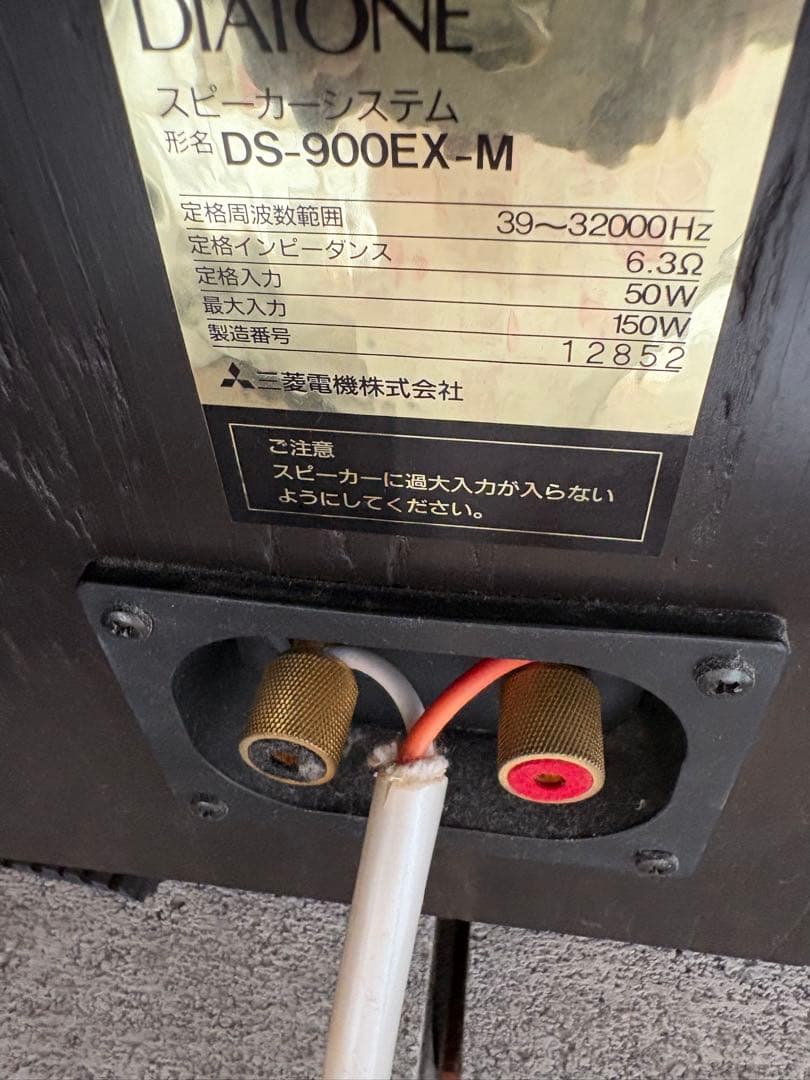 DIATONE
スピーカーシステム
形名 DS-900EX-M
定格周波数範囲 39〜32000Hz
定格インピーダンス 6.3Ω
定格入力 50W
最大入力 150W
製造番号 12852
三菱電機株式会社
ご注意
スピーカーに過大入力が入らない
ようにしてください。